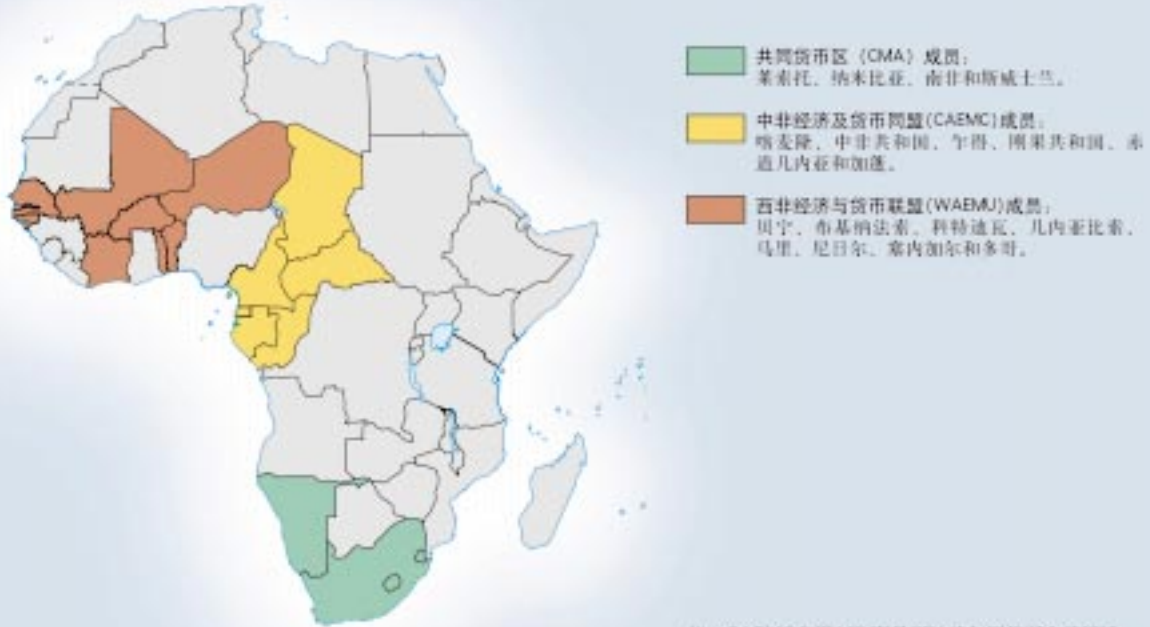 共同货币区（CMA）成员：
莱索托、纳米比亚、南非和斯威士兰。
中非经济及货币同盟(CAEMC)成员：
喀麦隆、中非共和国、乍得、刚果共和国、赤
道几内亚和加蓬。
西非经济与货币联盟(WAEMU)成员：
贝宁、布基纳法索、科特迪瓦、几内亚比绍、
马里、尼日尔、塞内加尔和多哥。